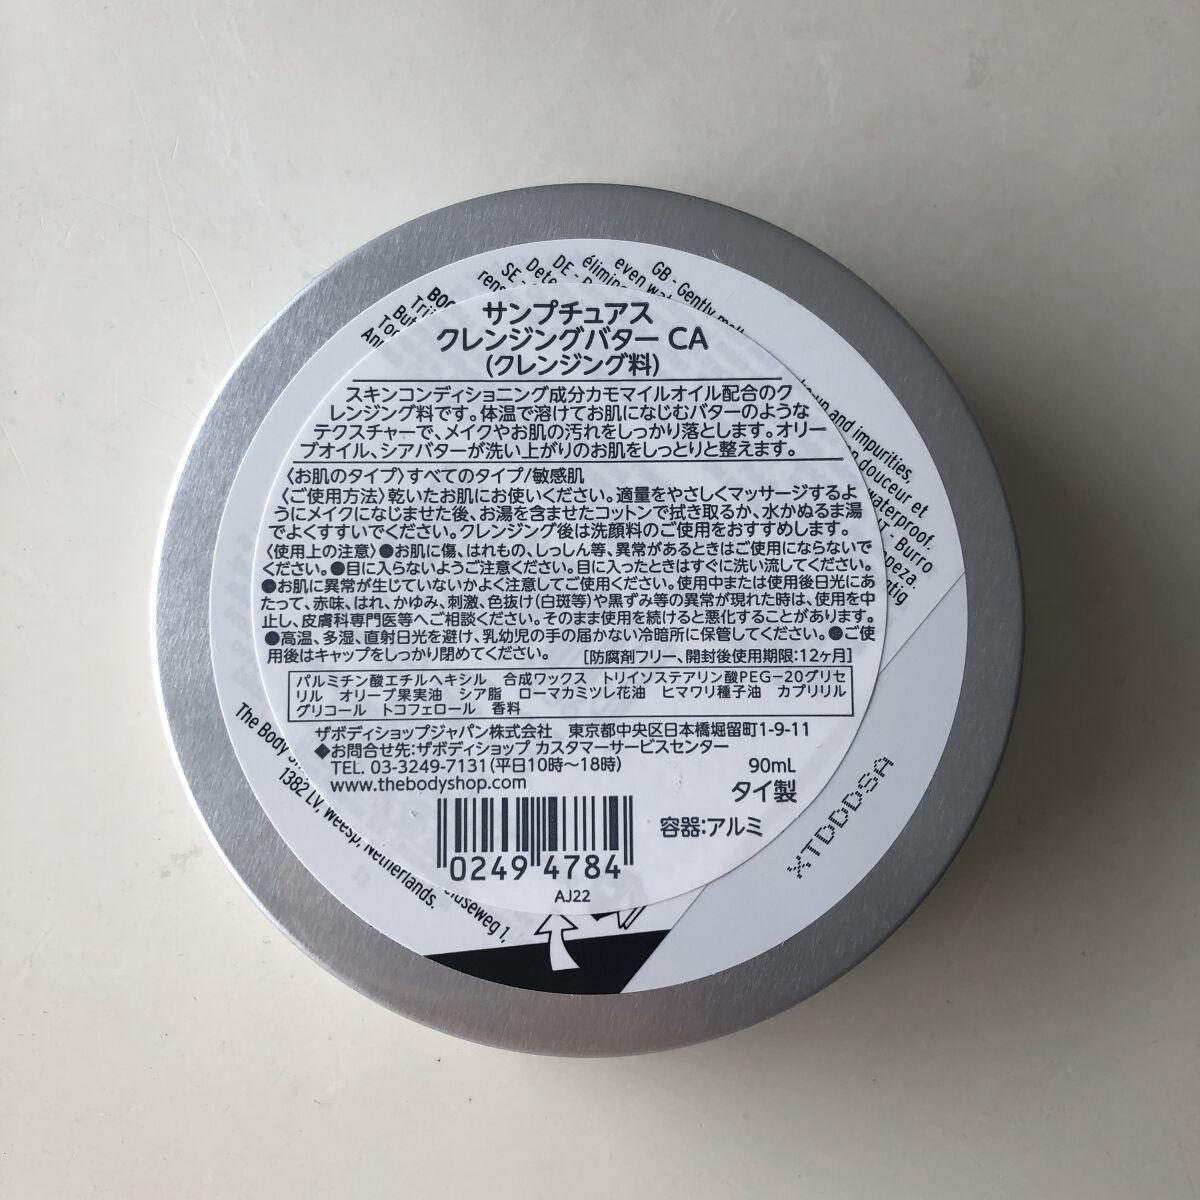 GB - Gently melt
even wat
élimine
DE -
Dete
SE -
BOO
But
サンプチュアス
クレンジングバター CA
(クレンジング料)
スキンコンディショニング成分カモマイルオイル配合のク
レンジング料です。体温で溶けてお肌になじむバターのような
テクスチャーで、メイクやお肌の汚れをしっかり落とします。オリー
ブオイル、シアバターが洗い上がりのお肌をしっとりと整えます。
〈お肌のタイプ〉すべてのタイプ/敏感肌
〈ご使用方法〉乾いたお肌にお使いください。適量をやさしくマッサージするよ
うにメイクになじませた後、お湯を含ませたコットンで拭き取るか、水かぬるま湯
でよくすすいでください。クレンジング後は洗顔料のご使用をおすすめします。
〈使用上の注意〉●お肌に傷、はれもの、しっしん等、異常があるときはご使用にならないで
ください。●目に入らないようご注意ください。目に入ったときはすぐに洗い流してください。
●お肌に異常が生じていないかよく注意してご使用ください。使用中または使用後日光にあ
たって、赤味、はれ、かゆみ、刺激、色抜け(白斑等)や黒ずみ等の異常が現れた時は、使用を中
止し、皮膚科専門医等へご相談ください。そのまま使用を続けると悪化することがあります。
●高温、多湿、直射日光を避け、乳幼児の手の届かない冷暗所に保管してください。●ご使
用後はキャップをしっかり閉めてください。 [防腐剤フリー、開封後使用期限:12ヶ月]
パルミチン酸エチルヘキシル 合成ワックス トリイソステアリン酸PEG-20グリセ
リル オリーブ果実油 シア脂 ローマカミツレ花油 ヒマワリ種子油 カプリリル
グリコール トコフェロール 香料
ザボディショップジャパン株式会社 東京都中央区日本橋堀留町1-9-11
◆お問合せ先:ザボディショップ カスタマーサービスセンター
TEL. 03-3249-7131(平日10時～18時)
www.thebodyshop.com
90mL
タイ製
容器:アルミ
0249 4784
AJ22
and impurities,
douceur et
waterproof.
IT - Burro
The Body
1382 LV, Weesp, Netherlands.
XTDDDSA